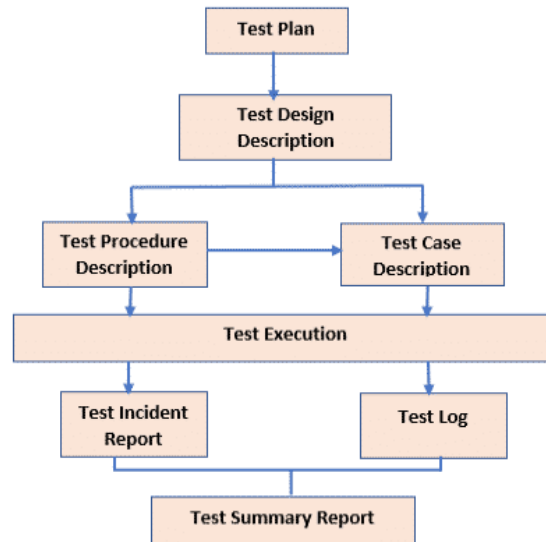 Test Plan
Test Design
Description
Test Procedure
Description
Test Case
Description
Test Execution
Test Incident
Report
Test Log
Test Summary Report